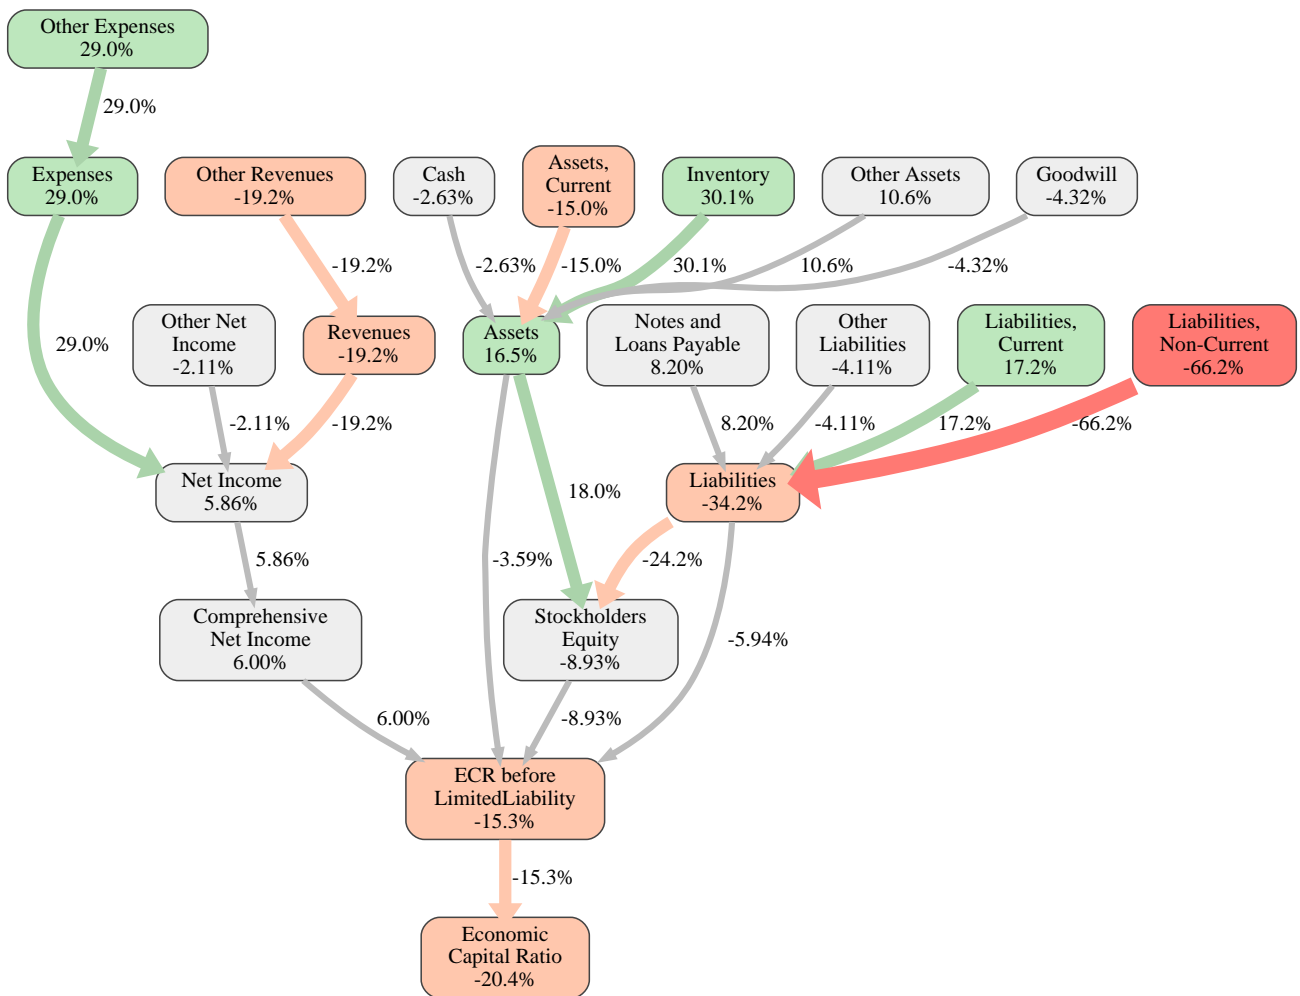 Other Expenses
29.0%
29.0%
Expenses
29.0%
Other Revenues
-19.2%
Cash
-2.63%
Assets,
Current
-15.0%
Inventory
30.1%
Other Assets
10.6%
Goodwill
-4.32%
-19.2%
-2.63%
-15.0%
30.1%
10.6%
-4.32%
29.0%
Other Net
Income
-2.11%
Revenues
-19.2%
Assets
16.5%
Notes and
Loans Payable
8.20%
Other
Liabilities
-4.11%
Liabilities,
Current
17.2%
Liabilities,
Non-Current
-66.2%
-2.11%
-19.2%
8.20%
-4.11%
17.2%
-66.2%
Net Income
5.86%
18.0%
Liabilities
-34.2%
5.86%
-3.59%
-24.2%
Comprehensive
Net Income
6.00%
Stockholders
Equity
-8.93%
-5.94%
6.00%
-8.93%
ECR before
LimitedLiability
-15.3%
-15.3%
Economic
Capital Ratio
-20.4%